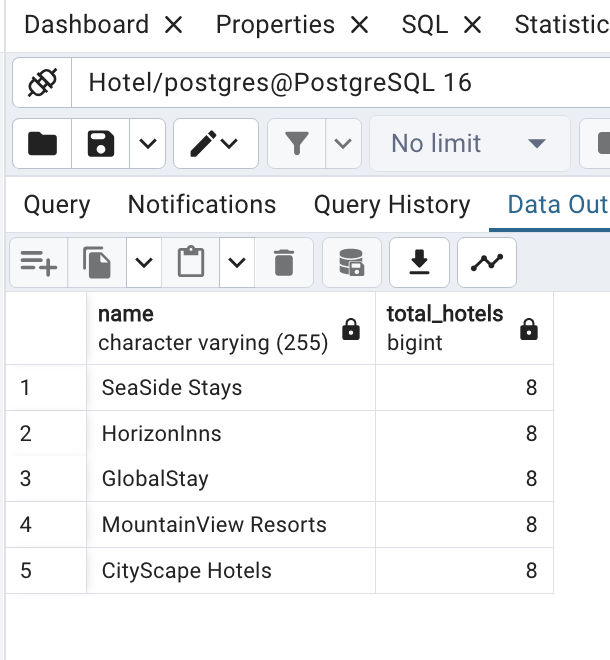 Dashboard Properties SQL Statistic
Hotel/postgres@PostgreSQL 16
No limit
Query Notifications Query History Data Out
name total_hotels
character varying (255) bigint
1 SeaSide Stays 8
2 HorizonInns 8
3 GlobalStay 8
4 MountainView Resorts 8
5 CityScape Hotels 8